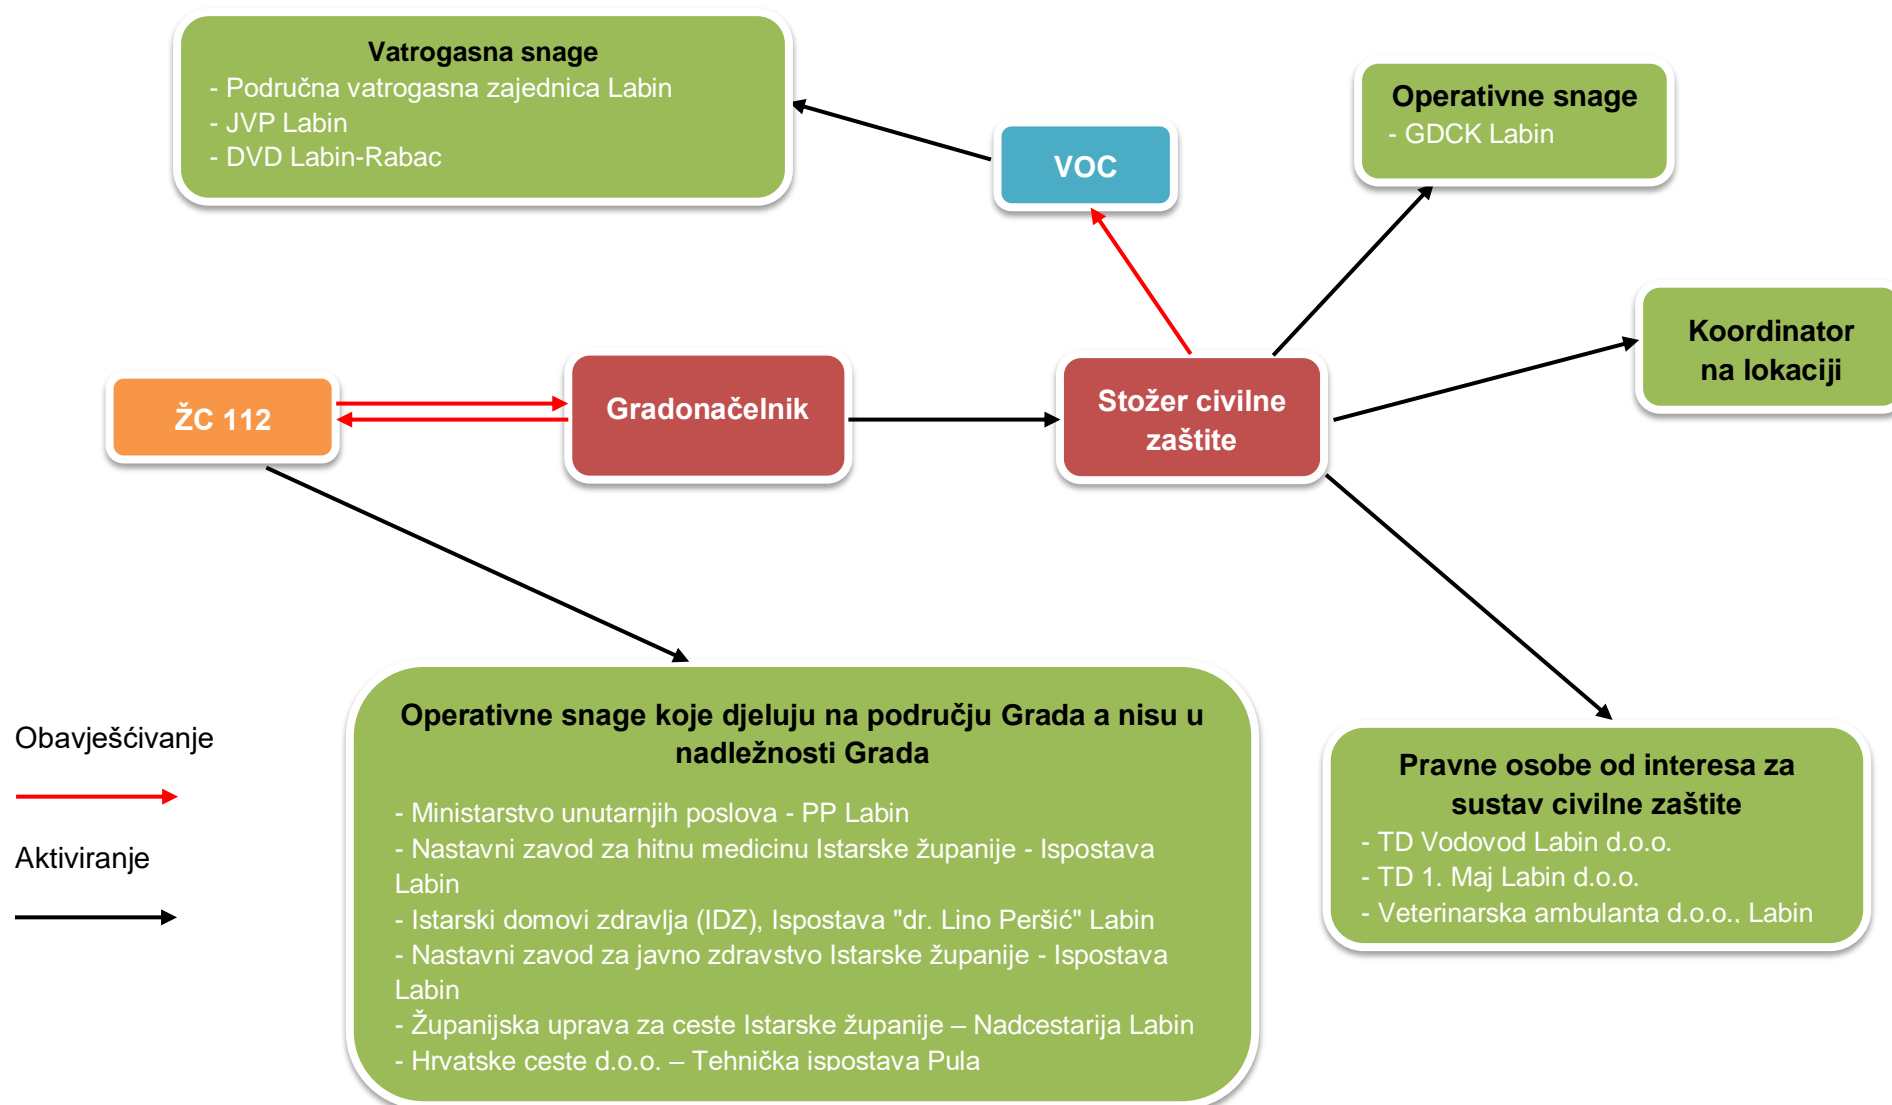 Vatrogasna snage
- Područna vatrogasna zajednica Labin
- JVP Labin
- DVD Labin-Rabac
VOC
Operativne snage
- GDCK Labin
Koordinator
na lokaciji
ŽC 112
Gradonačelnik
Stožer civilne
zaštite
Obavješćivanje
Aktiviranje
Operativne snage koje djeluju na području Grada a nisu u
nadležnosti Grada
- Ministarstvo unutarnjih poslova - PP Labin
- Nastavni zavod za hitnu medicinu Istarske županije - Ispostava
Labin
- Istarski domovi zdravlja (IDZ), Ispostava "dr. Lino Peršić" Labin
- Nastavni zavod za javno zdravstvo Istarske županije - Ispostava
Labin
- Županijska uprava za ceste Istarske županije – Nadcestarija Labin
- Hrvatske ceste d.o.o. – Tehnička ispostava Pula
Pravne osobe od interesa za
sustav civilne zaštite
- TD Vodovod Labin d.o.o.
- TD 1. Maj Labin d.o.o.
- Veterinarska ambulanta d.o.o., Labin